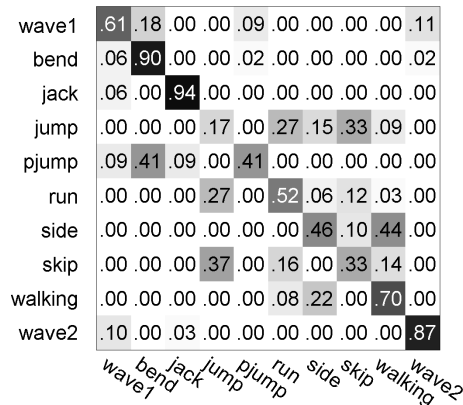 wave1 .61 .18 .00 .00 .09 .00 .00 .00 .00 .11
bend .06 .90 .00 .00 .02 .00 .00 .00 .00 .02
jack .06 .00 .94 .00 .00 .00 .00 .00 .00 .00
jump .00 .00 .00 .17 .00 .27 .15 .33 .09 .00
pjump .09 .41 .09 .00 .41 .00 .00 .00 .00 .00
run .00 .00 .00 .27 .00 .52 .06 .12 .03 .00
side .00 .00 .00 .00 .00 .00 .46 .10 .44 .00
skip .00 .00 .00 .37 .00 .16 .00 .33 .14 .00
walking .00 .00 .00 .00 .00 .08 .22 .00 .70 .00
wave2 .10 .00 .03 .00 .00 .00 .00 .00 .00 .87
wave1 bend jack jump pjump run side skip walking wave2